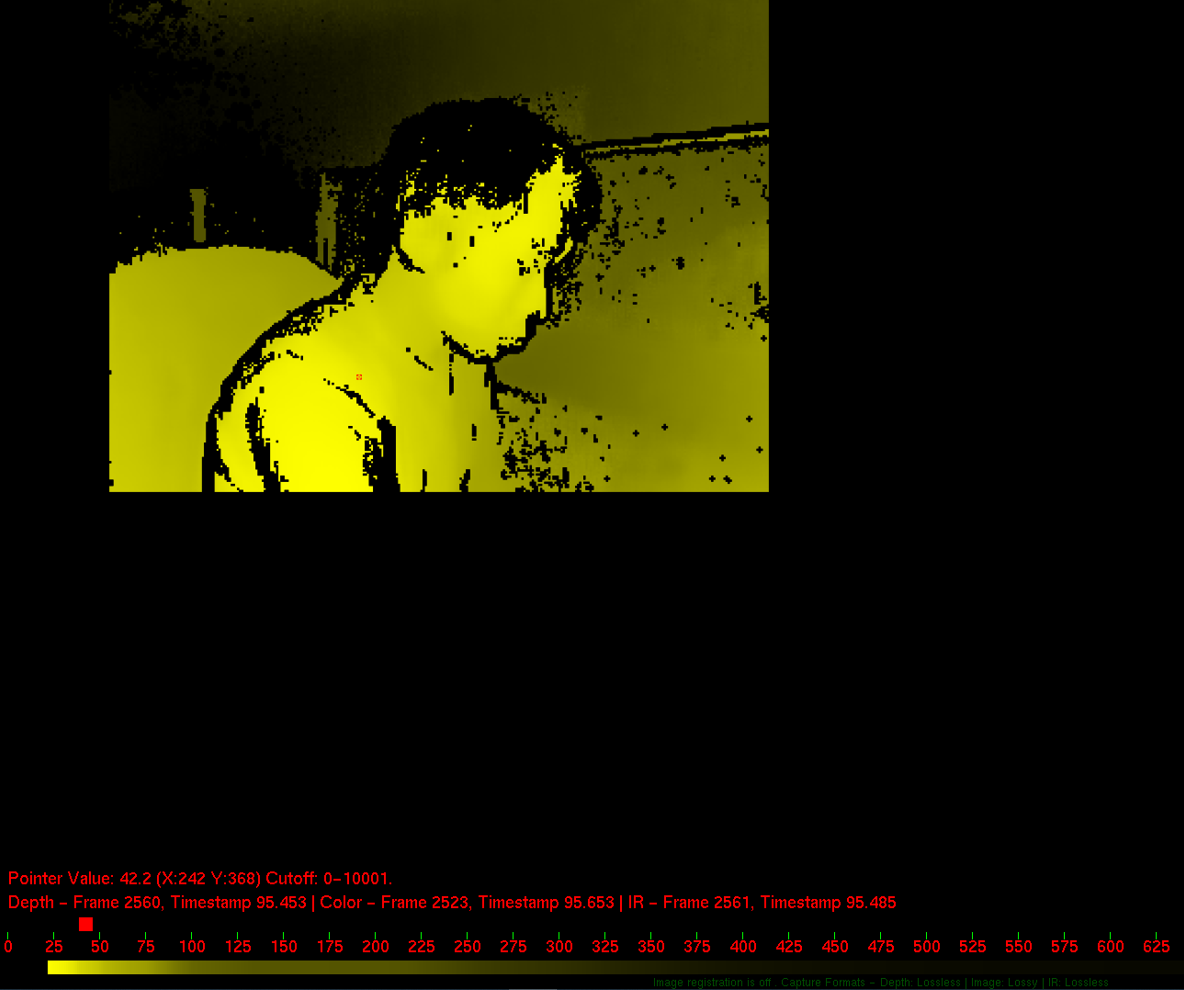 Pointer Value: 42.2 (X:242 Y:368) Cutoff: 0-10001.
Depth - Frame 2560, Timestamp 95.453 | Color - Frame 2523, Timestamp 95.653 | IR - Frame 2561, Timestamp 95.485
0 25 50 75 100 125 150 175 200 225 250 275 300 325 350 375 400 425 450 475 500 525 550 575 600 625
Image registration is off . Capture Formats - Depth: Lossless | Image: Lossy | IR: Lossless